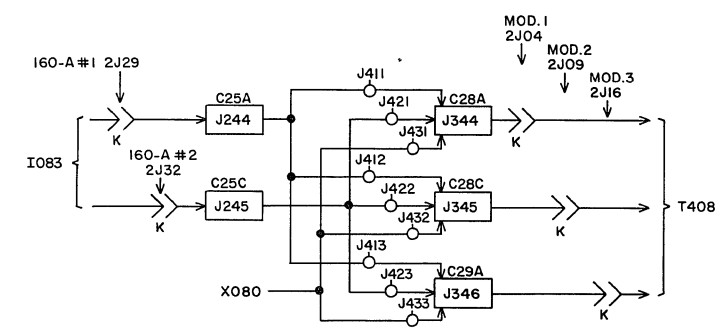 MOD.1
2J04
MOD.2
2J09
MOD.3
2J16
160-A #1 2J29
J411
C25A
C28A
J421
J244
J344
K
K
J431
I083
160-A #2
2J32
J412
C25C
C28C
J422
J245
J345
T408
K
J432
K
J413
C29A
X080
J423
J346
J433
K